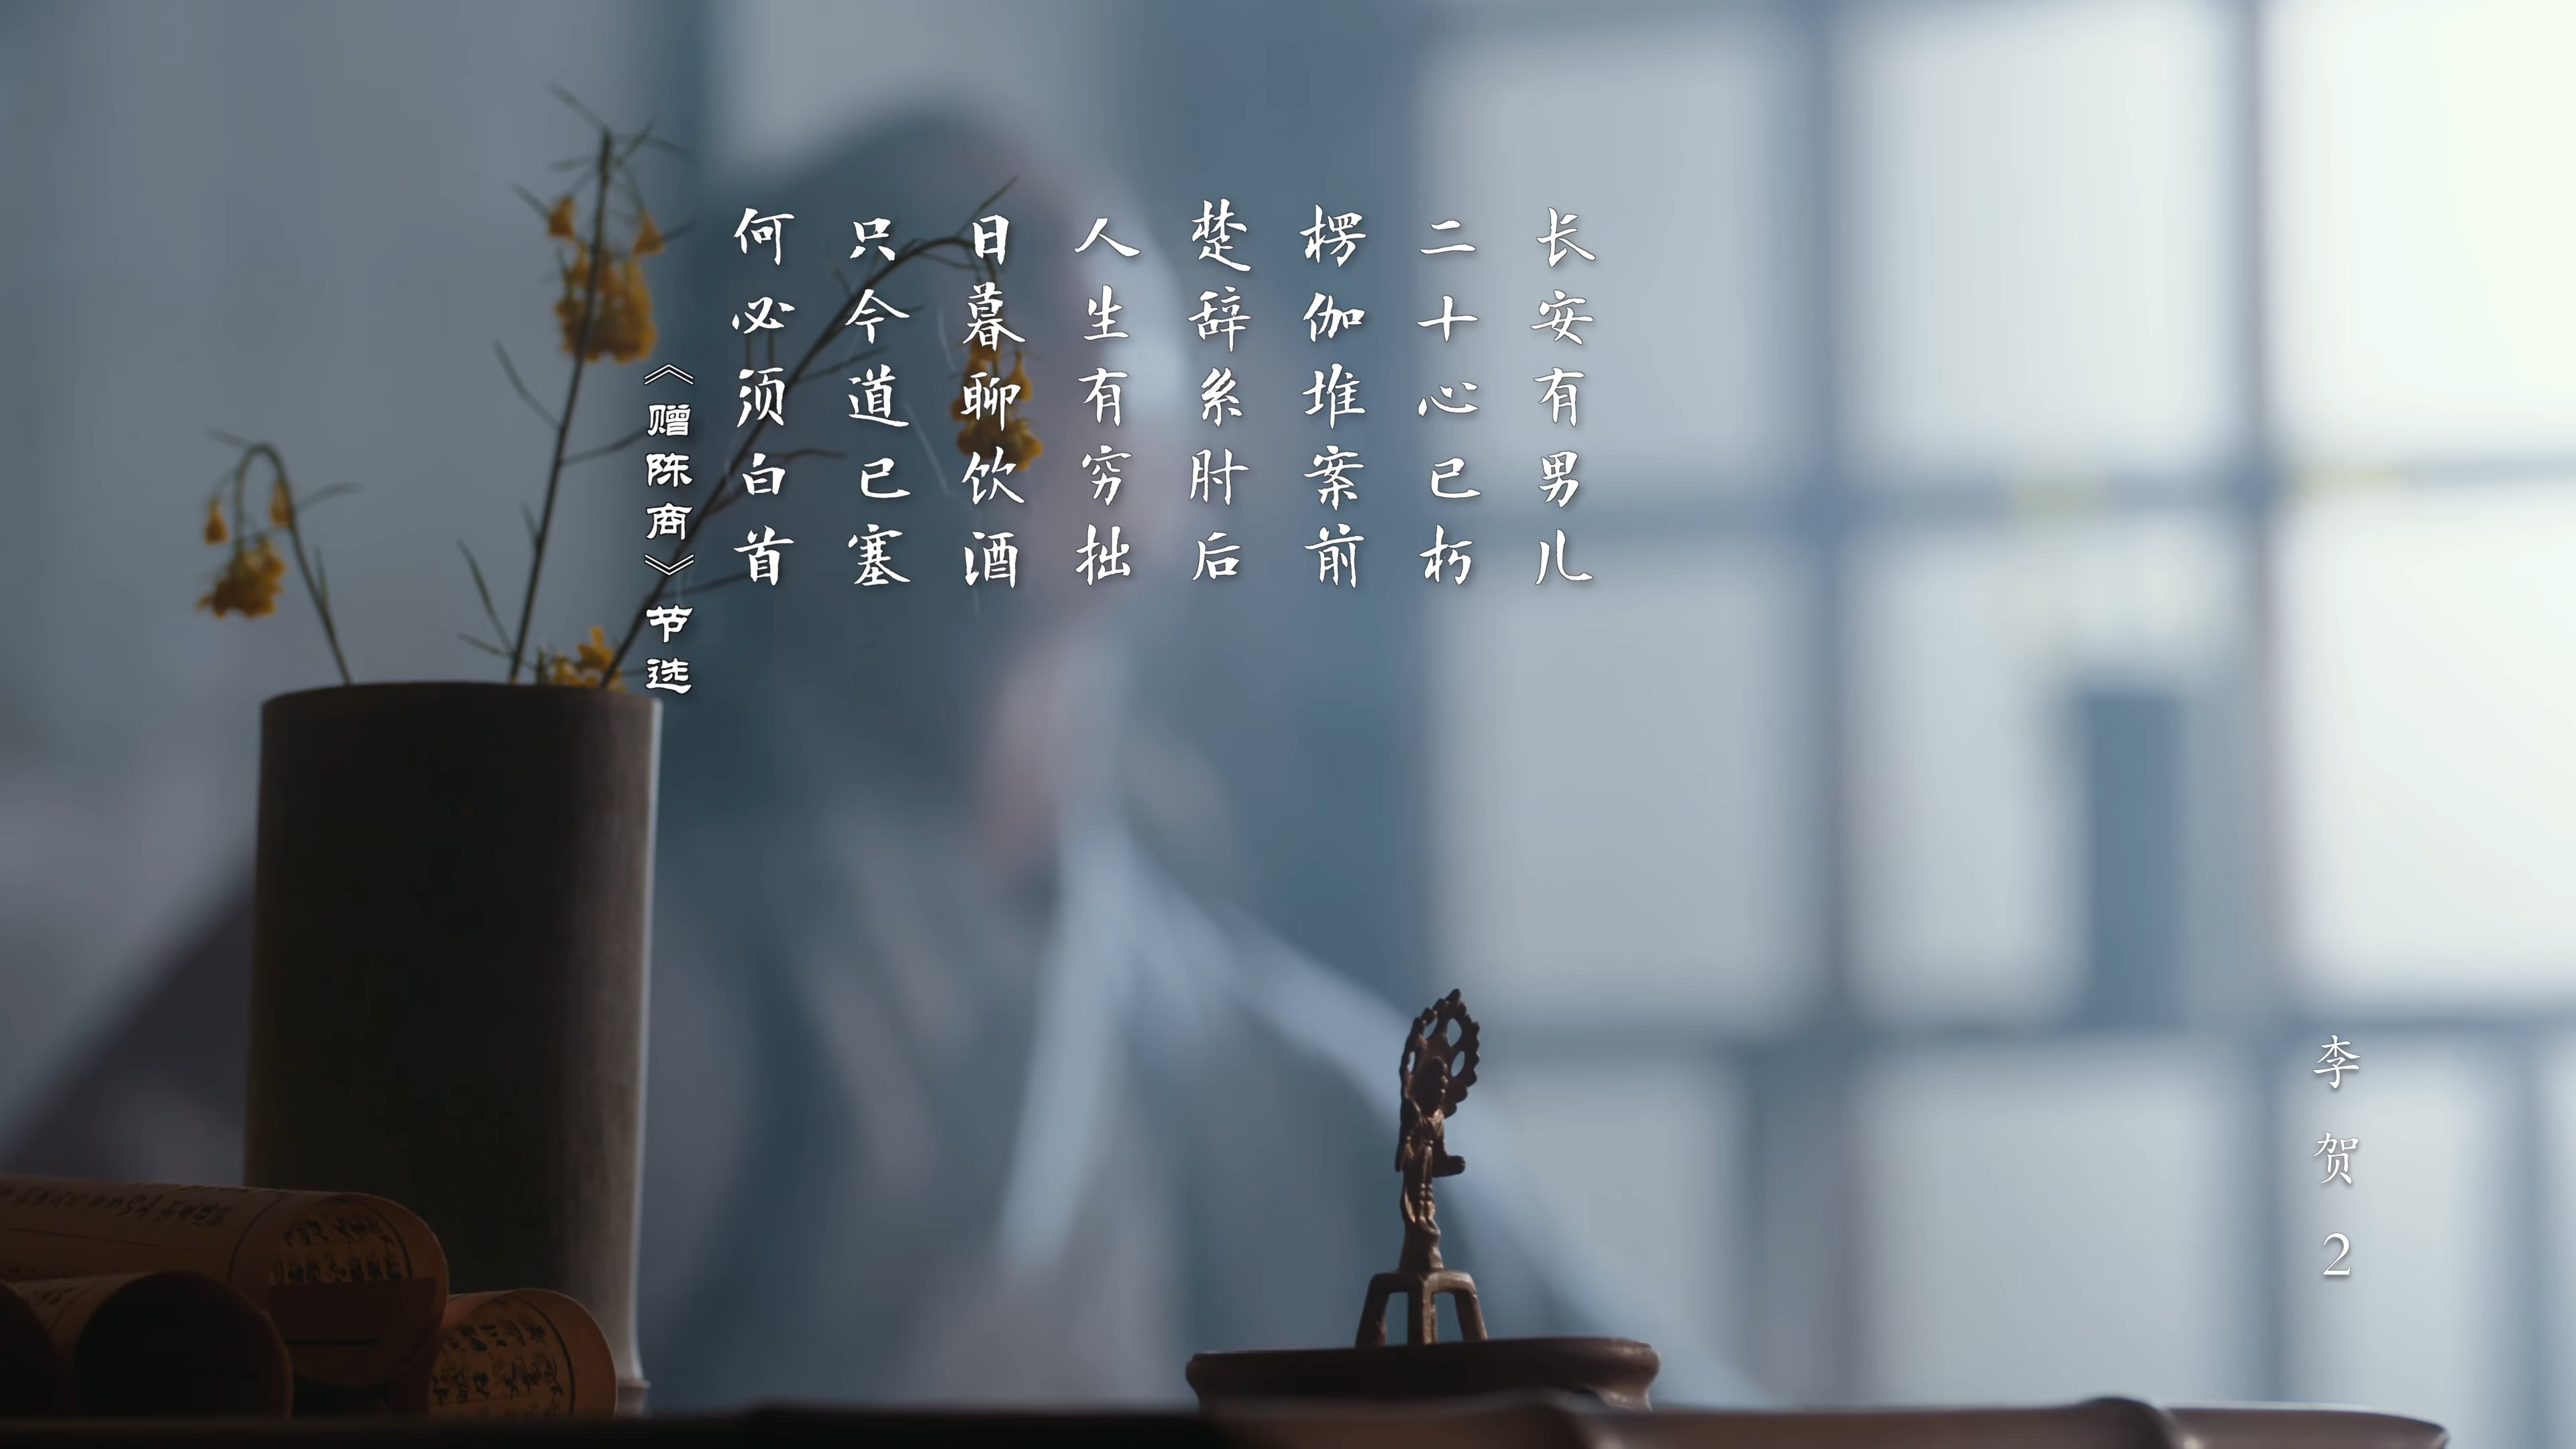 长安有男儿
二十心已朽
楞伽堆案前
楚辞系肘后
人生有穷拙
日暮聊饮酒
只今道已塞
何必须白首
《赠陈商》节选
李贺2